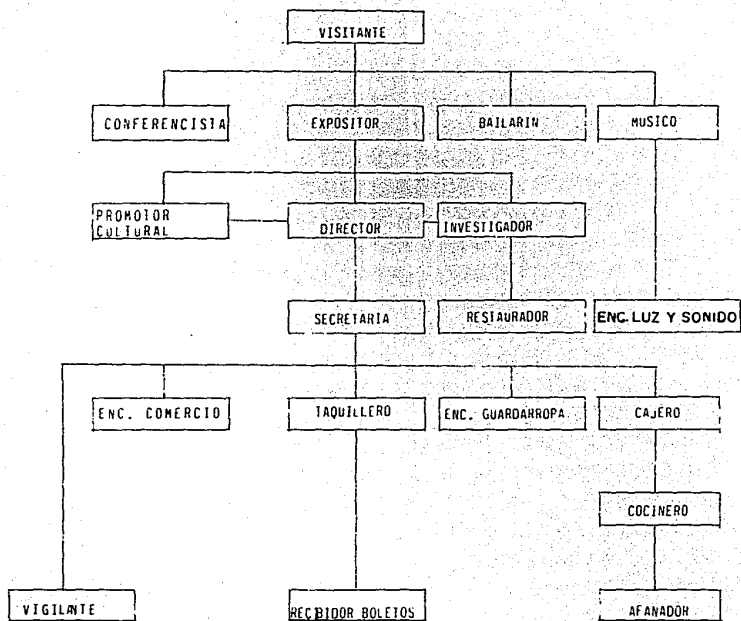 VISITANTE
CONFERENCISTA
EXPOSITOR
BAILARIN
MUSICO
PROMOTOR
CULTURAL
DIRECTOR
INVESTIGADOR
SECRETARIA
RESTAURADOR
ENC. LUZ Y SONIDO
ENC. COMERCIO
TAQUILLERO
ENC. GUARDARROPA
CAJERO
COCINERO
VIGILANTE
RECIBIDOR BOLETOS
AFANADOR